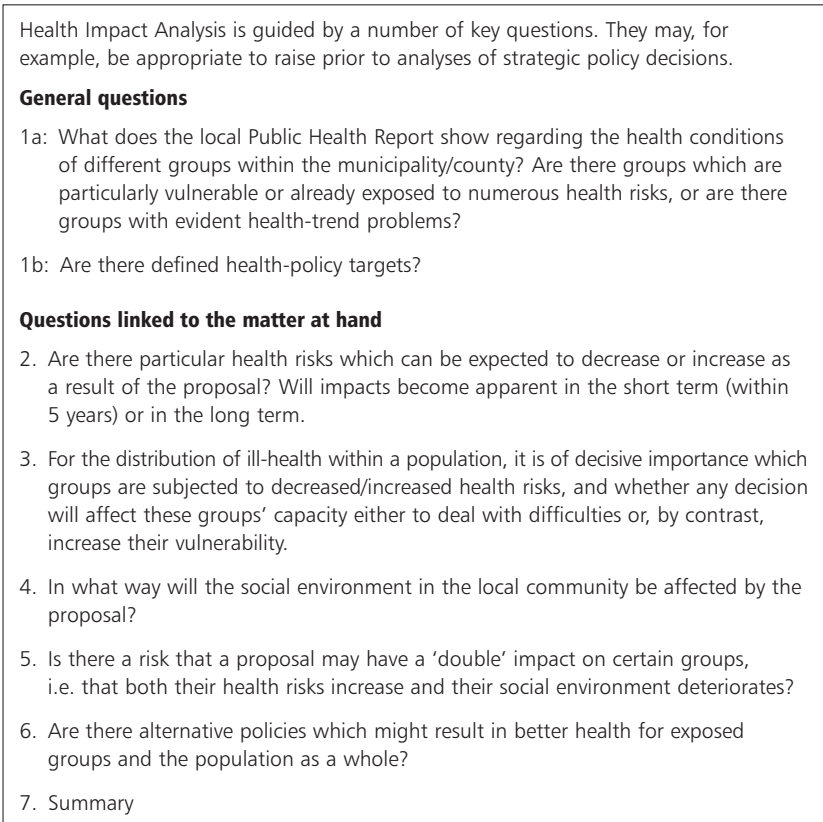 Health Impact Analysis is guided by a number of key questions. They may, for
example, be appropriate to raise prior to analyses of strategic policy decisions.
General questions
1a: What does the local Public Health Report show regarding the health conditions
of different groups within the municipality/county? Are there groups which are
particularly vulnerable or already exposed to numerous health risks, or are there
groups with evident health-trend problems?
1b: Are there defined health-policy targets?
Questions linked to the matter at hand
2. Are there particular health risks which can be expected to decrease or increase as
a result of the proposal? Will impacts become apparent in the short term (within
5 years) or in the long term.
3. For the distribution of ill-health within a population, it is of decisive importance which
groups are subjected to decreased/increased health risks, and whether any decision
will affect these groups’ capacity either to deal with difficulties or, by contrast,
increase their vulnerability.
4. In what way will the social environment in the local community be affected by the
proposal?
5. Is there a risk that a proposal may have a ‘double’ impact on certain groups,
i.e. that both their health risks increase and their social environment deteriorates?
6. Are there alternative policies which might result in better health for exposed
groups and the population as a whole?
7. Summary